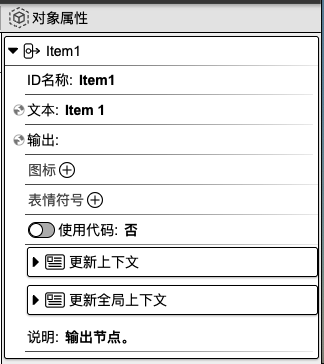 对象属性
Item1
ID名称: Item1
文本: Item 1
输出:
图标
表情符号
使用代码: 否
更新上下文
更新全局上下文
说明: 输出节点。